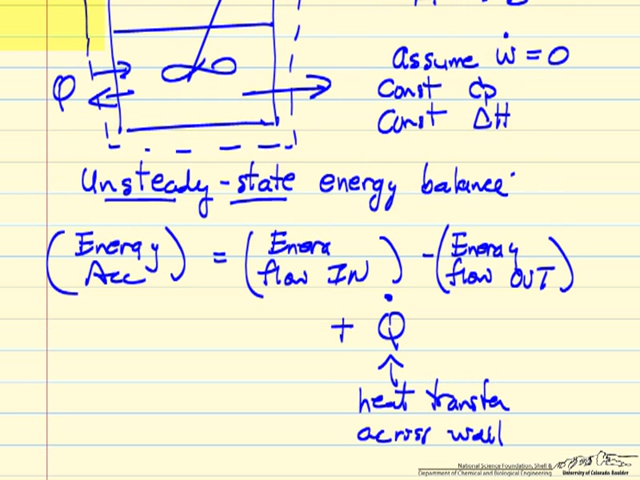 assume ẇ = 0
Const Cp
Const ΔH
Q
Unsteady-state energy balance
(Energy Acc) = (Energy flow IN) - (Energy flow OUT)
+ Q̇
↑
heat transfer
across wall
National Science Foundation, Shell &
Department of Chemical and Biological Engineering
University of Colorado Boulder